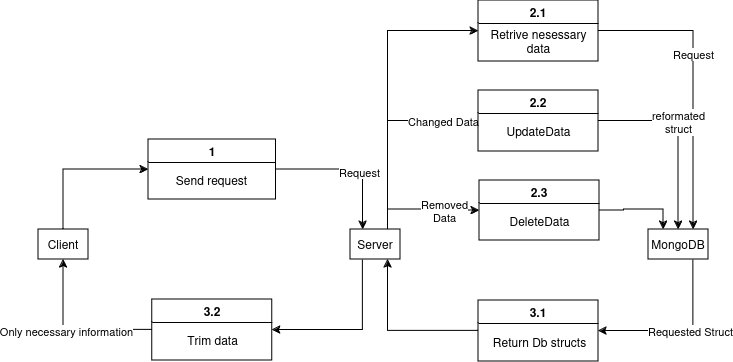 2.1
Retrive nesessary
data
Request
2.2
UpdateData
Changed Data
reformated
struct
1
Send request
Request
2.3
DeleteData
Removed
Data
Client
Server
MongoDB
3.2
Trim data
Only necessary information
3.1
Return Db structs
Requested Struct